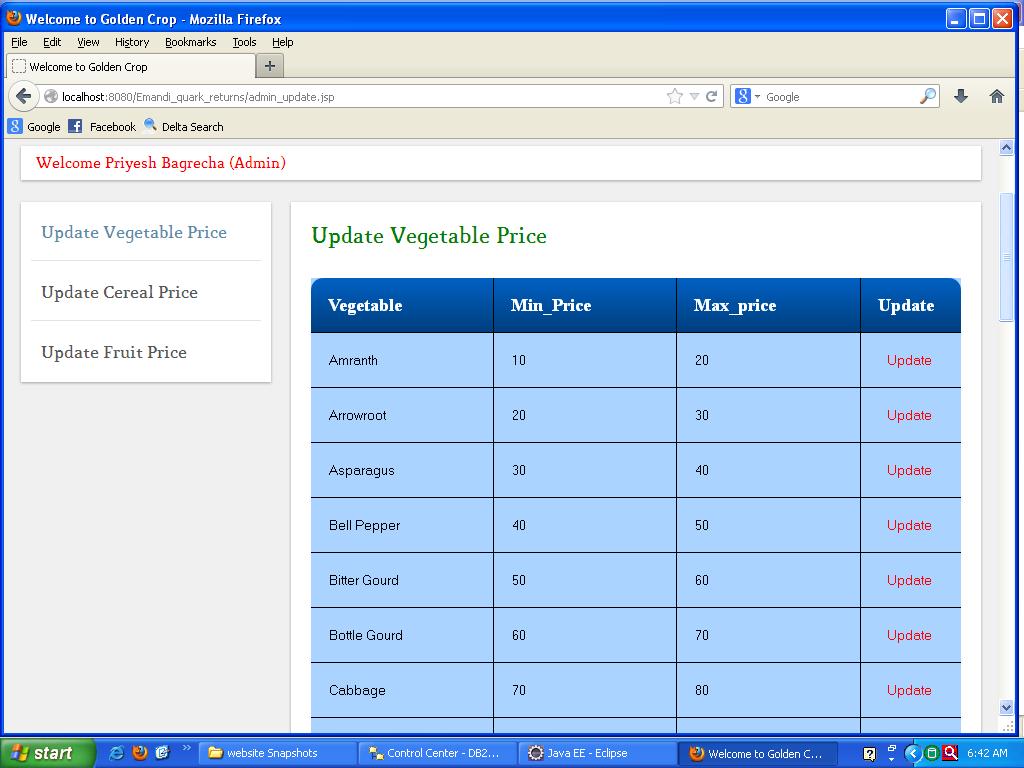 Welcome to Golden Crop - Mozilla Firefox
File Edit View History Bookmarks Tools Help
Welcome to Golden Crop
localhost:8080/Emandi_quark_returns/admin_update.jsp
Google
Google Facebook Delta Search
Welcome Priyesh Bagrecha (Admin)
Update Vegetable Price
Update Cereal Price
Update Fruit Price
Update Vegetable Price
Vegetable Min_Price Max_price Update
Amranth 10 20 Update
Arrowroot 20 30 Update
Asparagus 30 40 Update
Bell Pepper 40 50 Update
Bitter Gourd 50 60 Update
Bottle Gourd 60 70 Update
Cabbage 70 80 Update
start website Snapshots Control Center - DB2... Java EE - Eclipse Welcome to Golden C... 6:42 AM